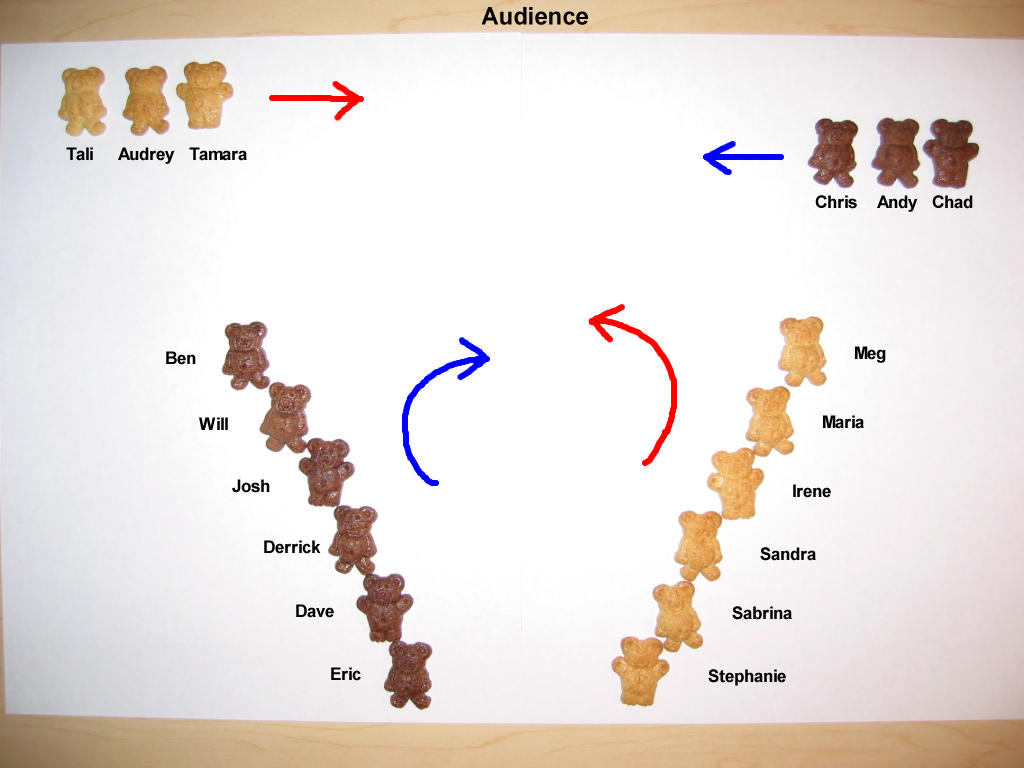 Audience
Tali Audrey Tamara
Chris Andy Chad
Ben
Meg
Will
Maria
Josh
Irene
Derrick
Sandra
Dave
Sabrina
Eric
Stephanie